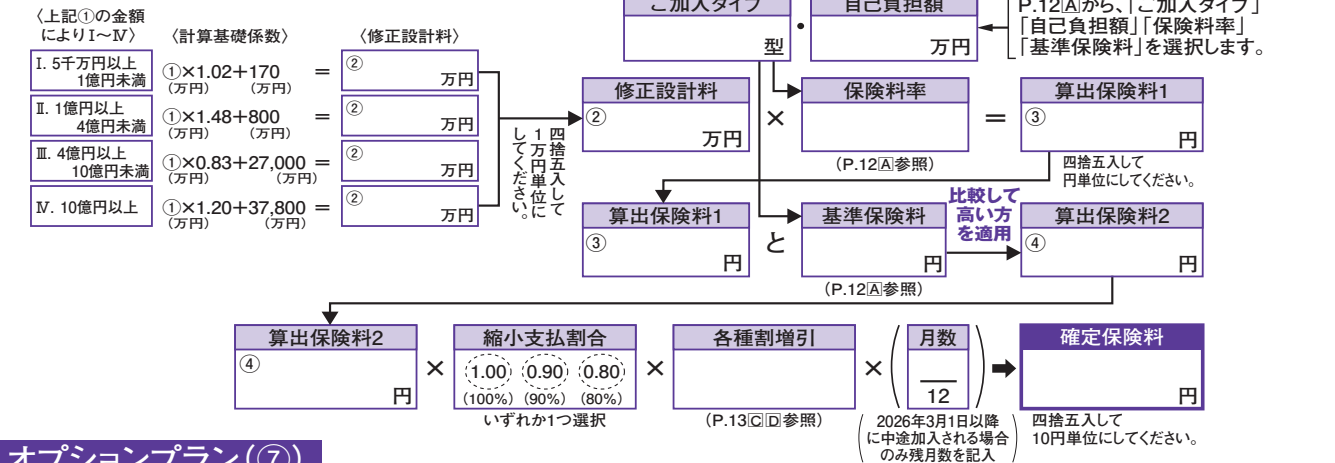 〈上記①の金額
によりⅠ～Ⅳ〉
〈計算基礎係数〉
〈修正設計料〉
Ⅰ. 5千万円以上
1億円未満
①×1.02+170
(万円) (万円)
=
②
万円
Ⅱ. 1億円以上
4億円未満
①×1.48+800
(万円) (万円)
=
②
万円
Ⅲ. 4億円以上
10億円未満
①×0.83+27,000
(万円) (万円)
=
②
万円
Ⅳ. 10億円以上
①×1.20+37,800
(万円) (万円)
=
②
万円
四捨五入して
1万円単位に
してください。
ご加入タイプ
型
・
自己負担額
万円
P.12Ⓐから、「ご加入タイプ」
「自己負担額」「保険料率」
「基準保険料」を選択します。
修正設計料
②
万円
×
保険料率
(P.12Ⓐ参照)
=
算出保険料1
③
円
四捨五入して
円単位にしてください。
算出保険料1
③
円
と
基準保険料
円
(P.12Ⓐ参照)
比較して
高い方
を適用
算出保険料2
④
円
算出保険料2
④
円
×
縮小支払割合
1.00 0.90 0.80
(100%) (90%) (80%)
いずれか1つ選択
×
各種割増引
(P.13ⒸⒹ参照)
×
月数
12
2026年3月1日以降
に中途加入される場合
のみ残月数を記入
確定保険料
円
四捨五入して
10円単位にしてください。
オプションプラン(⑦)